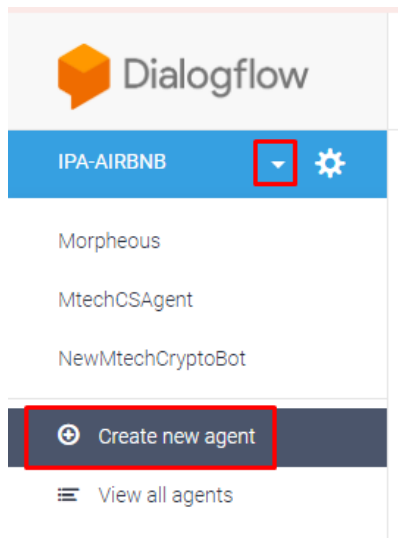 Dialogflow
IPA-AIRBNB
Morpheous
MtechCSAgent
NewMtechCryptoBot
Create new agent
View all agents